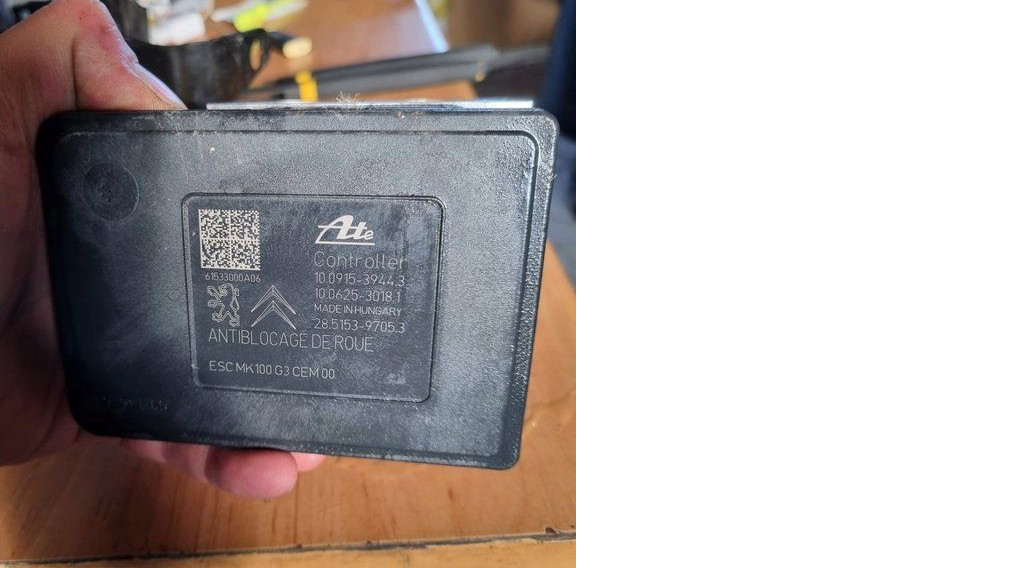 Ate
Controller
61533000A06
10.0915-3944.3
10.0625-3018.1
MADE IN HUNGARY
28.5153-9705.3
ANTIBLOCAGE DE ROUE
ESC MK100 G3 CEM 00